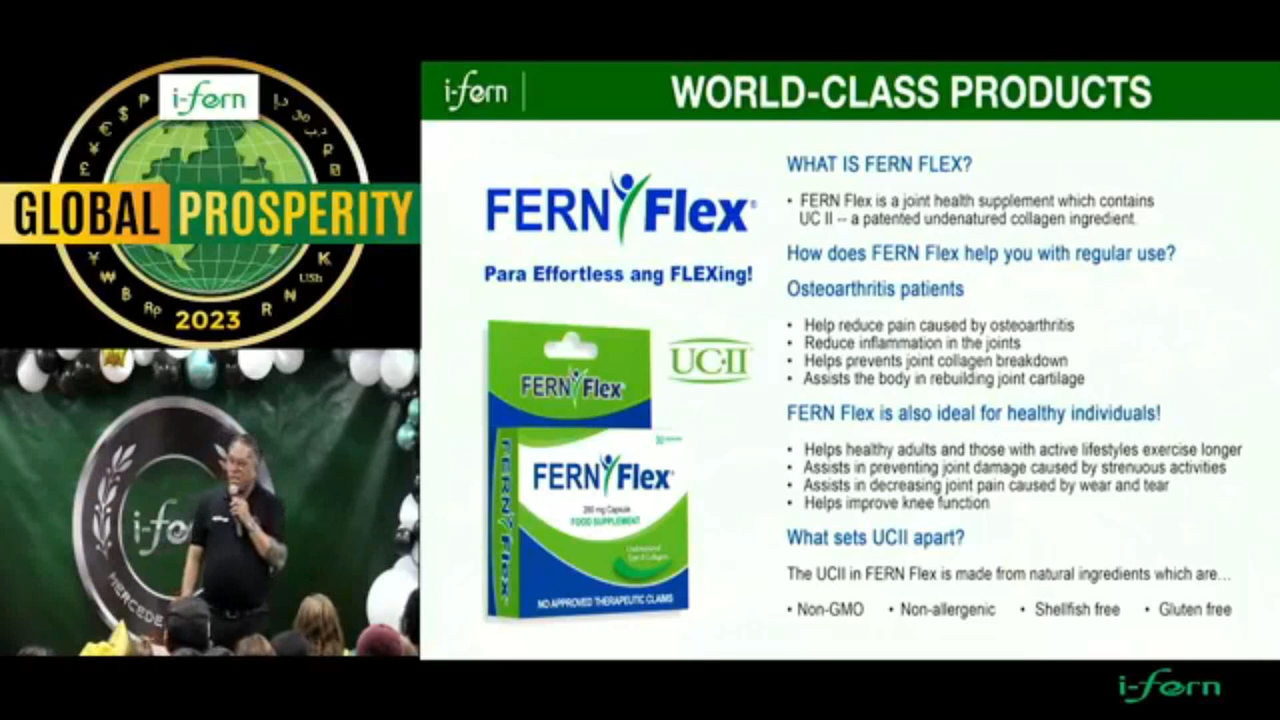 i-fern
GLOBAL PROSPERITY
USh
2023
i-fern
MERCEDE
i-fern
WORLD-CLASS PRODUCTS
FERN Flex®
Para Effortless ang FLEXing!
UC-II®
FERN Flex®
FERN Flex®
FERN Flex
FOOD SUPPLEMENT
NO APPROVED THERAPEUTIC CLAIMS
WHAT IS FERN FLEX?
• FERN Flex is a joint health supplement which contains
UC II -- a patented undenatured collagen ingredient.
How does FERN Flex help you with regular use?
Osteoarthritis patients
• Help reduce pain caused by osteoarthritis
• Reduce inflammation in the joints
• Helps prevents joint collagen breakdown
• Assists the body in rebuilding joint cartilage
FERN Flex is also ideal for healthy individuals!
• Helps healthy adults and those with active lifestyles exercise longer
• Assists in preventing joint damage caused by strenuous activities
• Assists in decreasing joint pain caused by wear and tear
• Helps improve knee function
What sets UCII apart?
The UCII in FERN Flex is made from natural ingredients which are…
• Non-GMO • Non-allergenic • Shellfish free • Gluten free
i-fern